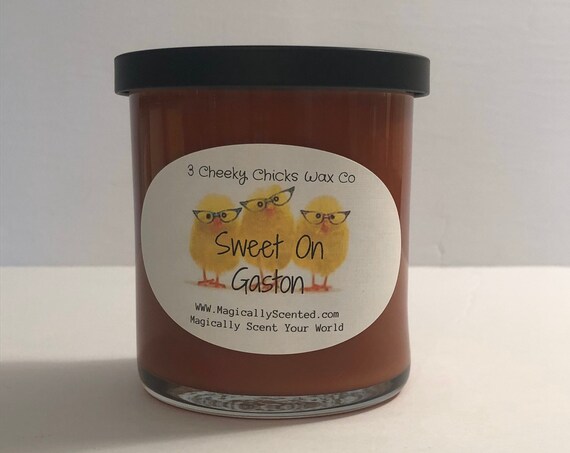 3 Cheeky Chicks Wax Co
Sweet On
Gaston
WWW.MagicallyScented.com
Magically Scent Your World